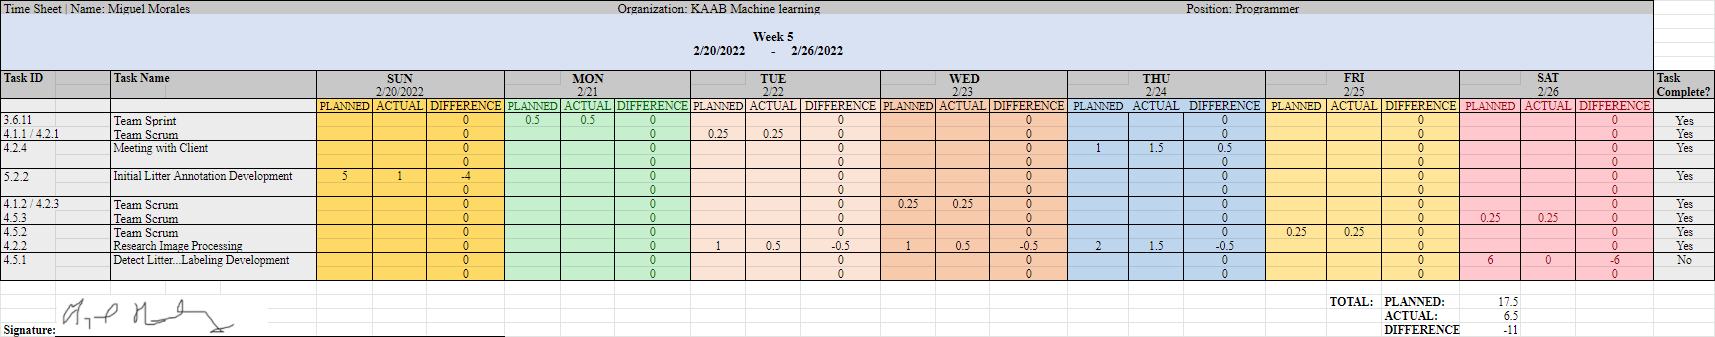 Time Sheet | Name: Miguel Morales Organization: KAAB Machine learning Position: Programmer
Week 5
2/20/2022 - 2/26/2022
Task ID Task Name SUN MON TUE WED THU FRI SAT Task
2/20/2022 2/21 2/22 2/23 2/24 2/25 2/26 Complete?
PLANNED ACTUAL DIFFERENCE PLANNED ACTUAL DIFFERENCE PLANNED ACTUAL DIFFERENCE PLANNED ACTUAL DIFFERENCE PLANNED ACTUAL DIFFERENCE PLANNED ACTUAL DIFFERENCE PLANNED ACTUAL DIFFERENCE
3.6.11 Team Sprint 0 0.5 0.5 0 0 0 0 0 0 Yes
4.1.1 / 4.2.1 Team Scrum 0 0 0.25 0.25 0 0 0 0 0 Yes
4.2.4 Meeting with Client 0 0 0 0 1 1.5 0.5 0 0 Yes
0 0 0 0 0 0 0
5.2.2 Initial Litter Annotation Development 5 1 -4 0 0 0 0 0 0 Yes
0 0 0 0 0 0 0
4.1.2 / 4.2.3 Team Scrum 0 0 0 0.25 0.25 0 0 0 0 Yes
4.5.3 Team Scrum 0 0 0 0 0 0 0.25 0.25 0 Yes
4.5.2 Team Scrum 0 0 0 0 0 0.25 0.25 0 0 Yes
4.2.2 Research Image Processing 0 0 1 0.5 -0.5 1 0.5 -0.5 2 1.5 -0.5 0 0 Yes
4.5.1 Detect Litter...Labeling Development 0 0 0 0 0 0 6 0 -6 No
0 0 0 0 0 0 0
TOTAL: PLANNED: 17.5
ACTUAL: 6.5
Signature: DIFFERENCE -11